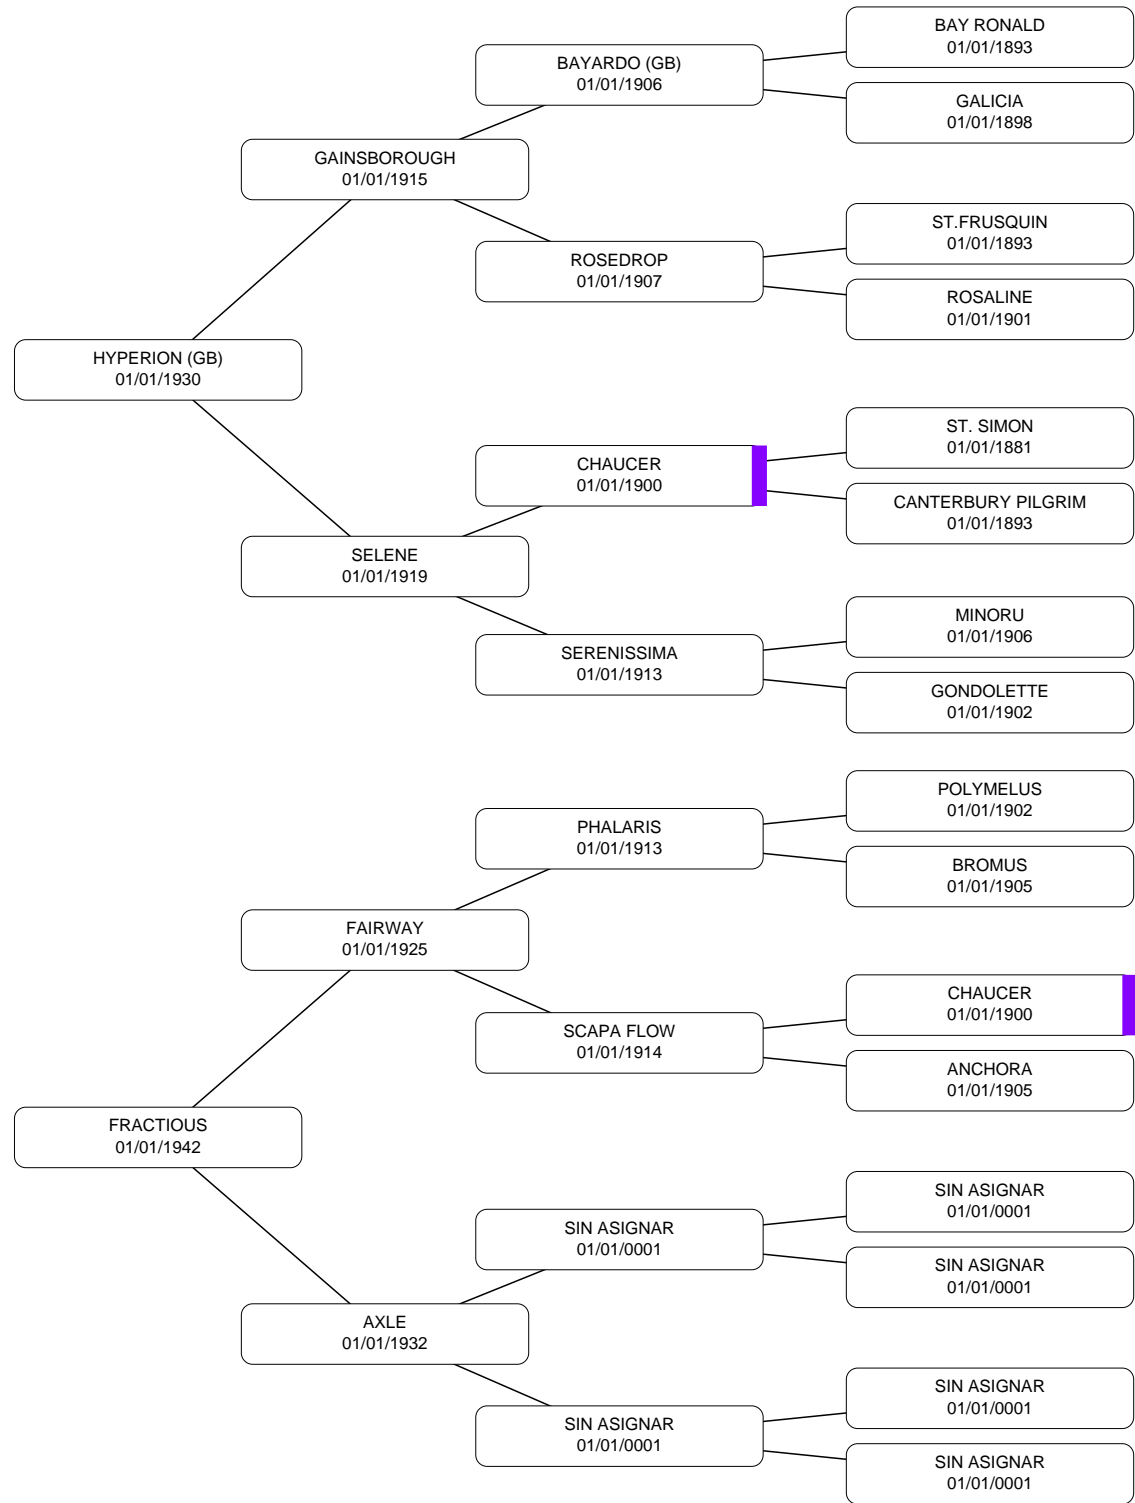 BAY RONALD
01/01/1893
BAYARDO (GB)
01/01/1906
GALICIA
01/01/1898
GAINSBOROUGH
01/01/1915
ST.FRUSQUIN
01/01/1893
ROSEDROP
01/01/1907
ROSALINE
01/01/1901
HYPERION (GB)
01/01/1930
ST. SIMON
01/01/1881
CHAUCER
01/01/1900
CANTERBURY PILGRIM
01/01/1893
SELENE
01/01/1919
MINORU
01/01/1906
SERENISSIMA
01/01/1913
GONDOLETTE
01/01/1902
POLYMELUS
01/01/1902
PHALARIS
01/01/1913
BROMUS
01/01/1905
FAIRWAY
01/01/1925
CHAUCER
01/01/1900
SCAPA FLOW
01/01/1914
ANCHORA
01/01/1905
FRACTIOUS
01/01/1942
SIN ASIGNAR
01/01/0001
SIN ASIGNAR
01/01/0001
SIN ASIGNAR
01/01/0001
AXLE
01/01/1932
SIN ASIGNAR
01/01/0001
SIN ASIGNAR
01/01/0001
SIN ASIGNAR
01/01/0001